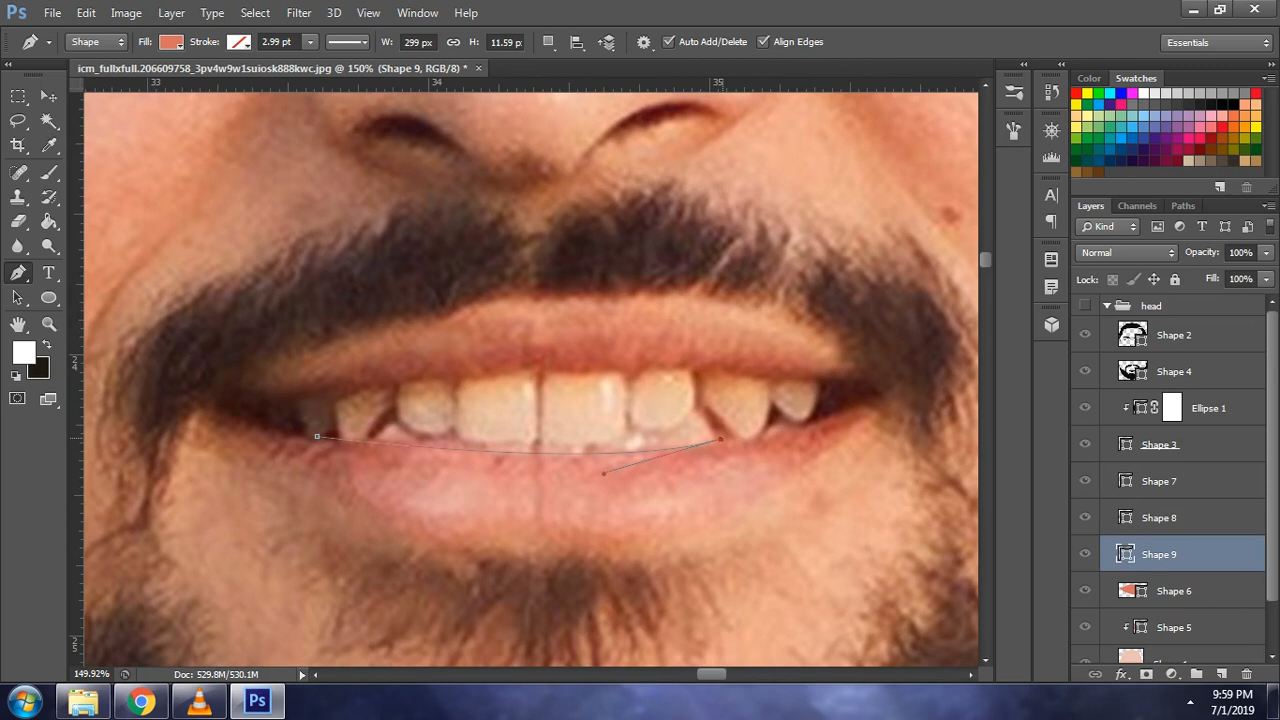 Ps File Edit Image Layer Type Select Filter 3D View Window Help
Shape Fill: Stroke: 2.99 pt W: 299 px H: 11.59 px Auto Add/Delete Align Edges Essentials
icm_fullxfull.206609758_3pv4w9w1suiosk888kwc.jpg @ 150% (Shape 9, RGB/8) *
33 34 35
24
25
Color Swatches
Layers Channels Paths
Kind
Normal Opacity: 100%
Lock: Fill: 100%
head
Shape 2
Shape 4
Ellipse 1
Shape 3
Shape 7
Shape 8
Shape 9
Shape 6
Shape 5
149.92% Doc: 529.8M/530.1M
Ps
9:59 PM
7/1/2019